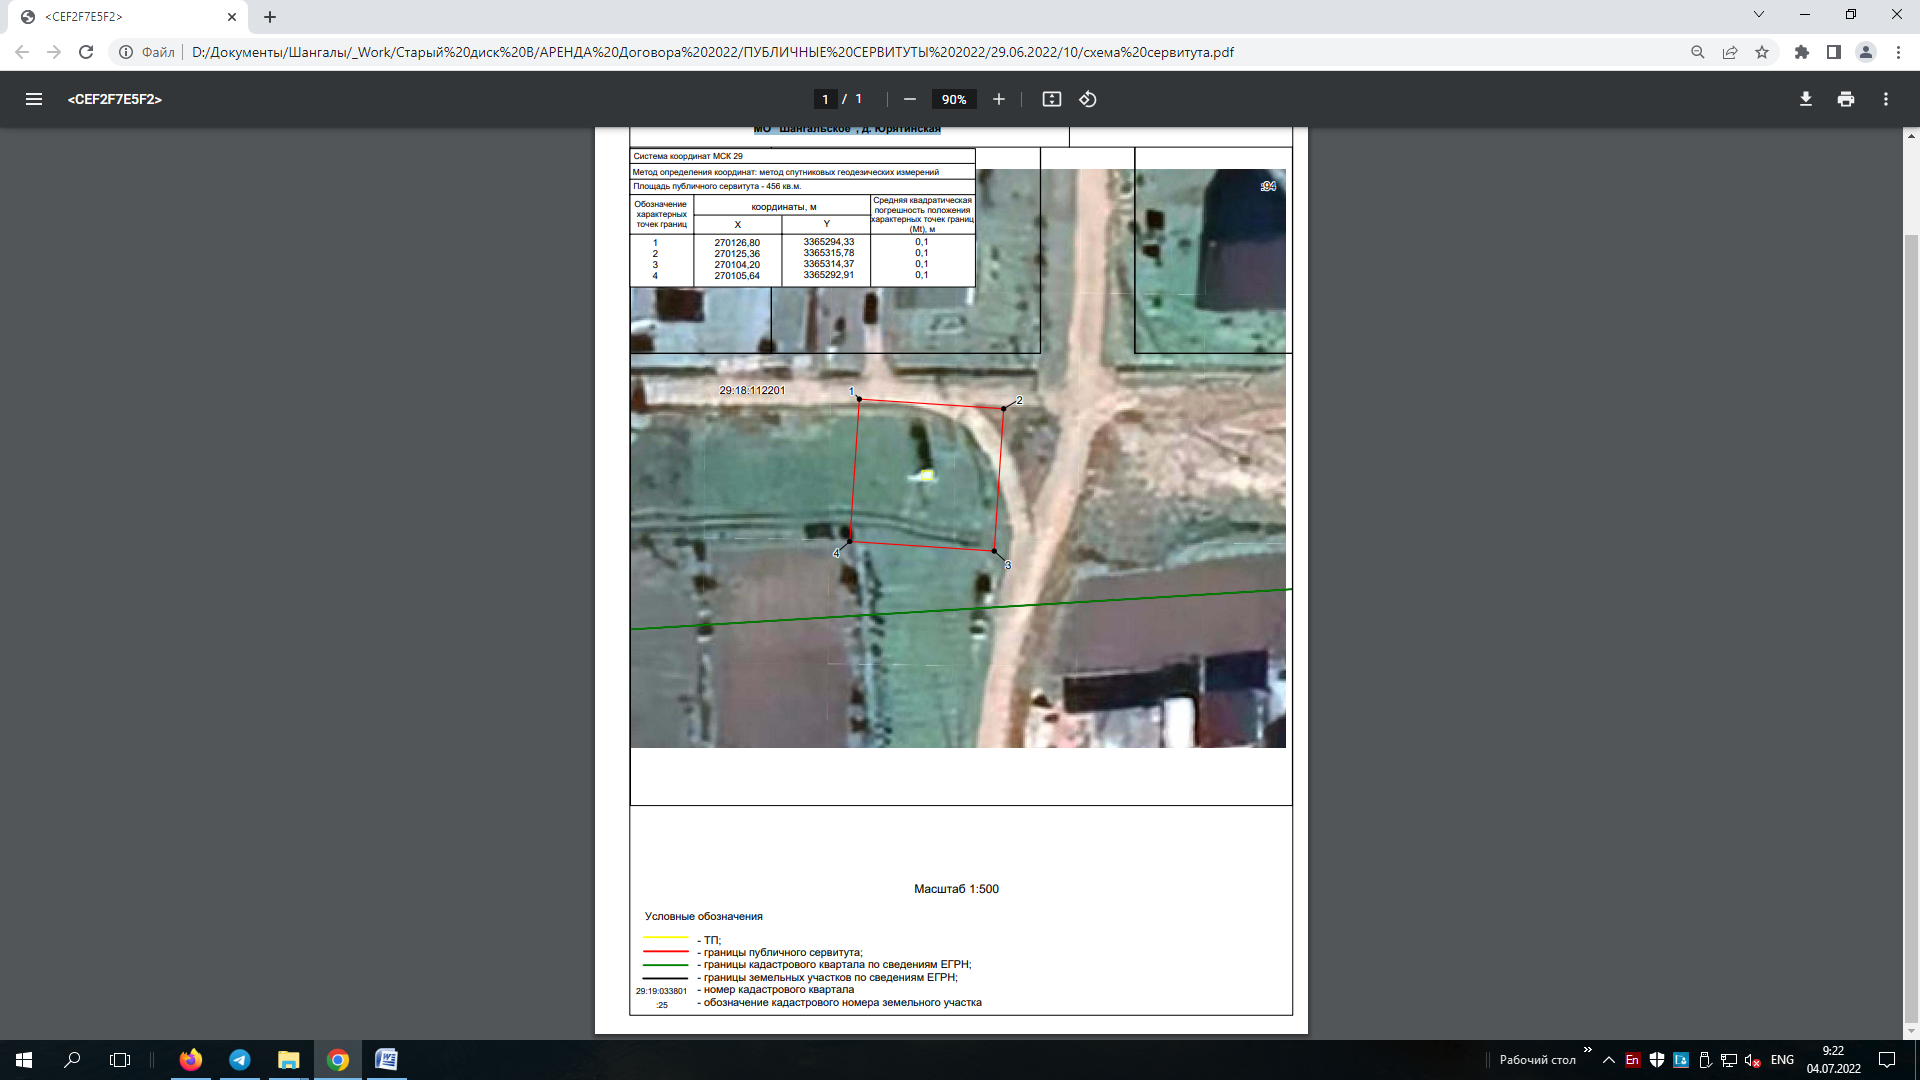 <CEF2F7E5F2>
Файл
D:/Документы/Шангалы/_Work/Старый%20диск%20B/АРЕНДА%20Договора%202022/ПУБЛИЧНЫЕ%20СЕРВИТУТЫ%202022/29.06.2022/10/схема%20сервитута.pdf
<CEF2F7E5F2>
1 / 1
90%
МО "Шангальское", д. Юрятинская
Система координат МСК 29
Метод определения координат: метод спутниковых геодезических измерений
Площадь публичного сервитута - 456 кв.м.
Обозначение характерных точек границ
координаты, м
X
Y
Средняя квадратическая погрешность положения характерных точек границ (Mt), м
1 270126,80 3365294,33 0,1
2 270125,36 3365315,78 0,1
3 270104,20 3365314,37 0,1
4 270105,64 3365292,91 0,1
:94
29:18:112201
1
2
4
3
Масштаб 1:500
Условные обозначения
- ТП;
- границы публичного сервитута;
- границы кадастрового квартала по сведениям ЕГРН;
- границы земельных участков по сведениям ЕГРН;
29:19:033801 - номер кадастрового квартала
:25 - обозначение кадастрового номера земельного участка
Рабочий стол
En
ENG
9:22
04.07.2022